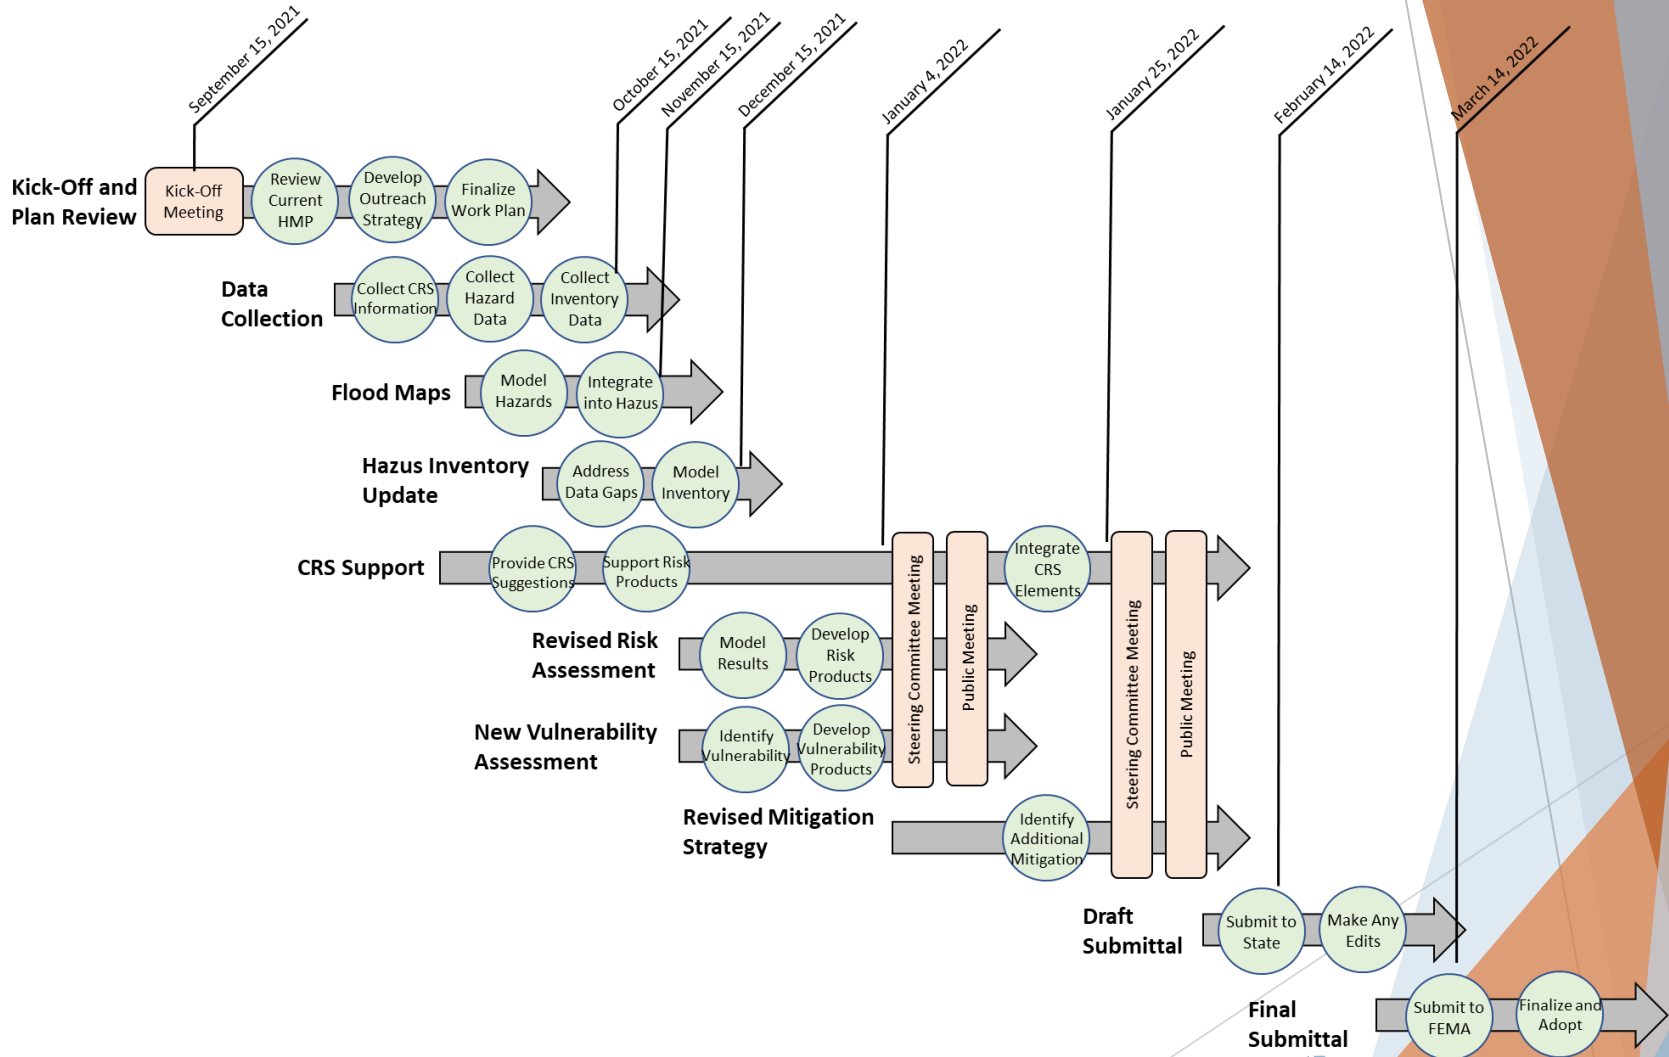 September 15, 2021
October 15, 2021
November 15, 2021
December 15, 2021
January 4, 2022
January 25, 2022
February 14, 2022
March 14, 2022
Kick-Off and
Plan Review
Kick-Off
Meeting
Review
Current
HMP
Develop
Outreach
Strategy
Finalize
Work Plan
Data
Collection
Collect CRS
Information
Collect
Hazard
Data
Collect
Inventory
Data
Flood Maps
Model
Hazards
Integrate
into Hazus
Hazus Inventory
Update
Address
Data Gaps
Model
Inventory
CRS Support
Provide CRS
Suggestions
Support Risk
Products
Steering Committee Meeting
Public Meeting
Integrate
CRS
Elements
Steering Committee Meeting
Public Meeting
Revised Risk
Assessment
Model
Results
Develop
Risk
Products
New Vulnerability
Assessment
Identify
Vulnerability
Develop
Vulnerability
Products
Revised Mitigation
Strategy
Identify
Additional
Mitigation
Draft
Submittal
Submit to
State
Make Any
Edits
Final
Submittal
Submit to
FEMA
Finalize and
Adopt